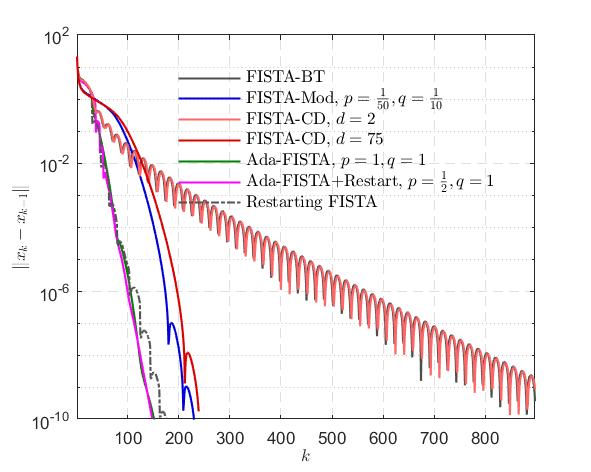 10^2
FISTA-BT
FISTA-Mod, p = 1/50, q = 1/10
FISTA-CD, d = 2
FISTA-CD, d = 75
Ada-FISTA, p = 1, q = 1
Ada-FISTA+Restart, p = 1/2, q = 1
Restarting FISTA
10^-2
||x_k − x_{k−1}||
10^-6
10^-10
100 200 300 400 500 600 700 800
k